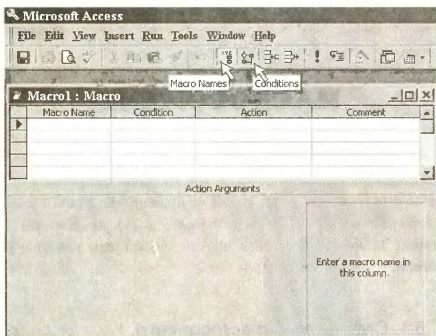 Microsoft Access
File Edit View Insert Run Tools Window Help
Macro Names Conditions
Macro1 : Macro
Macro Name Condition Action Comment
Action Arguments
Enter a macro name in
this column.